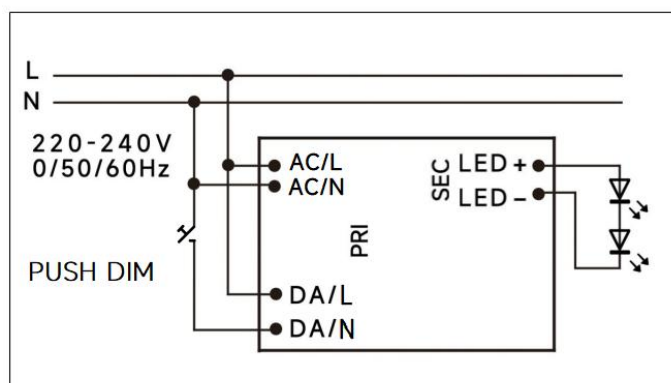 L
N
220-240V
0/50/60Hz
PUSH DIM
AC/L
AC/N
PRI
DA/L
DA/N
SEC
LED +
LED -